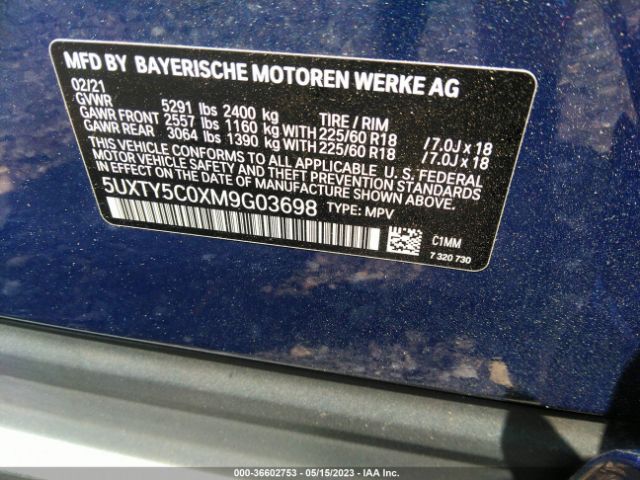 MFD BY BAYERISCHE MOTOREN WERKE AG
02/21
GVWR 5291 lbs 2400 kg TIRE / RIM
GAWR FRONT 2557 lbs 1160 kg WITH 225/60 R18 /7.0J x 18
GAWR REAR 3064 lbs 1390 kg WITH 225/60 R18 /7.0J x 18
THIS VEHICLE CONFORMS TO ALL APPLICABLE U.S. FEDERAL
MOTOR VEHICLE SAFETY AND THEFT PREVENTION STANDARDS
IN EFFECT ON THE DATE OF MANUFACTURE SHOWN ABOVE.
5UXTY5C0XM9G03698 TYPE: MPV
C1MM
7 320 730
000-36602753 - 05/15/2023 - IAA Inc.